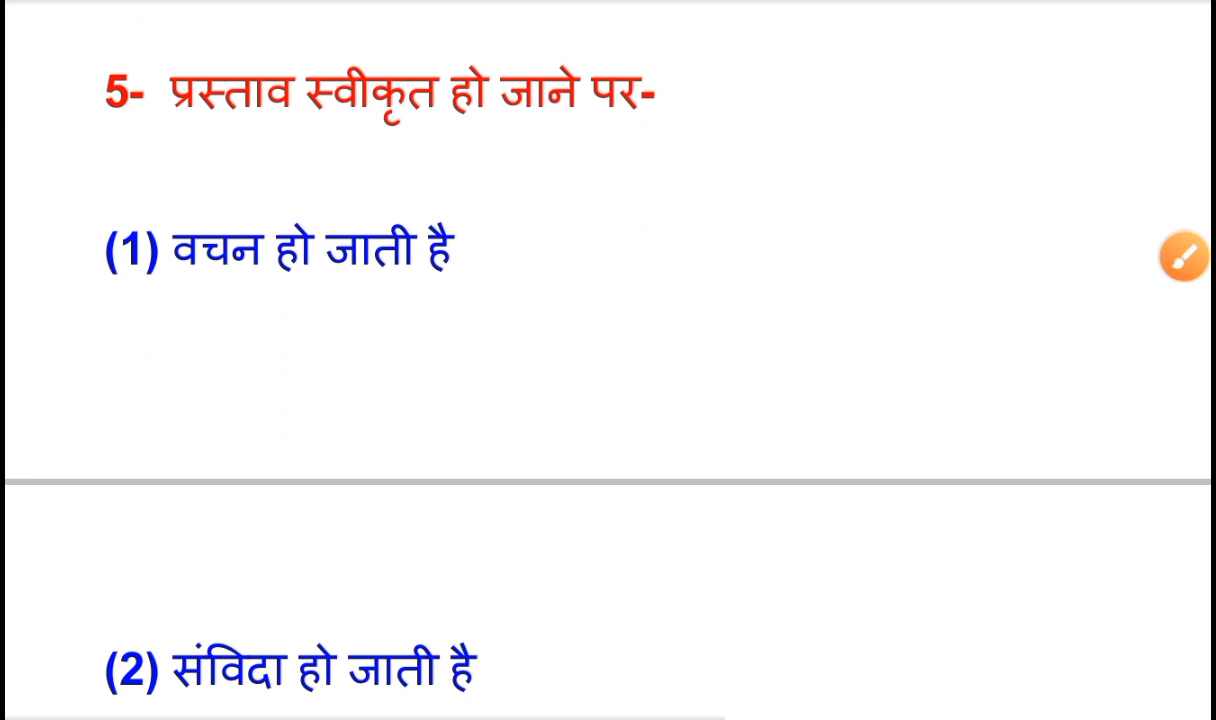 5- प्रस्ताव स्वीकृत हो जाने पर-
(1) वचन हो जाती है
(2) संविदा हो जाती है